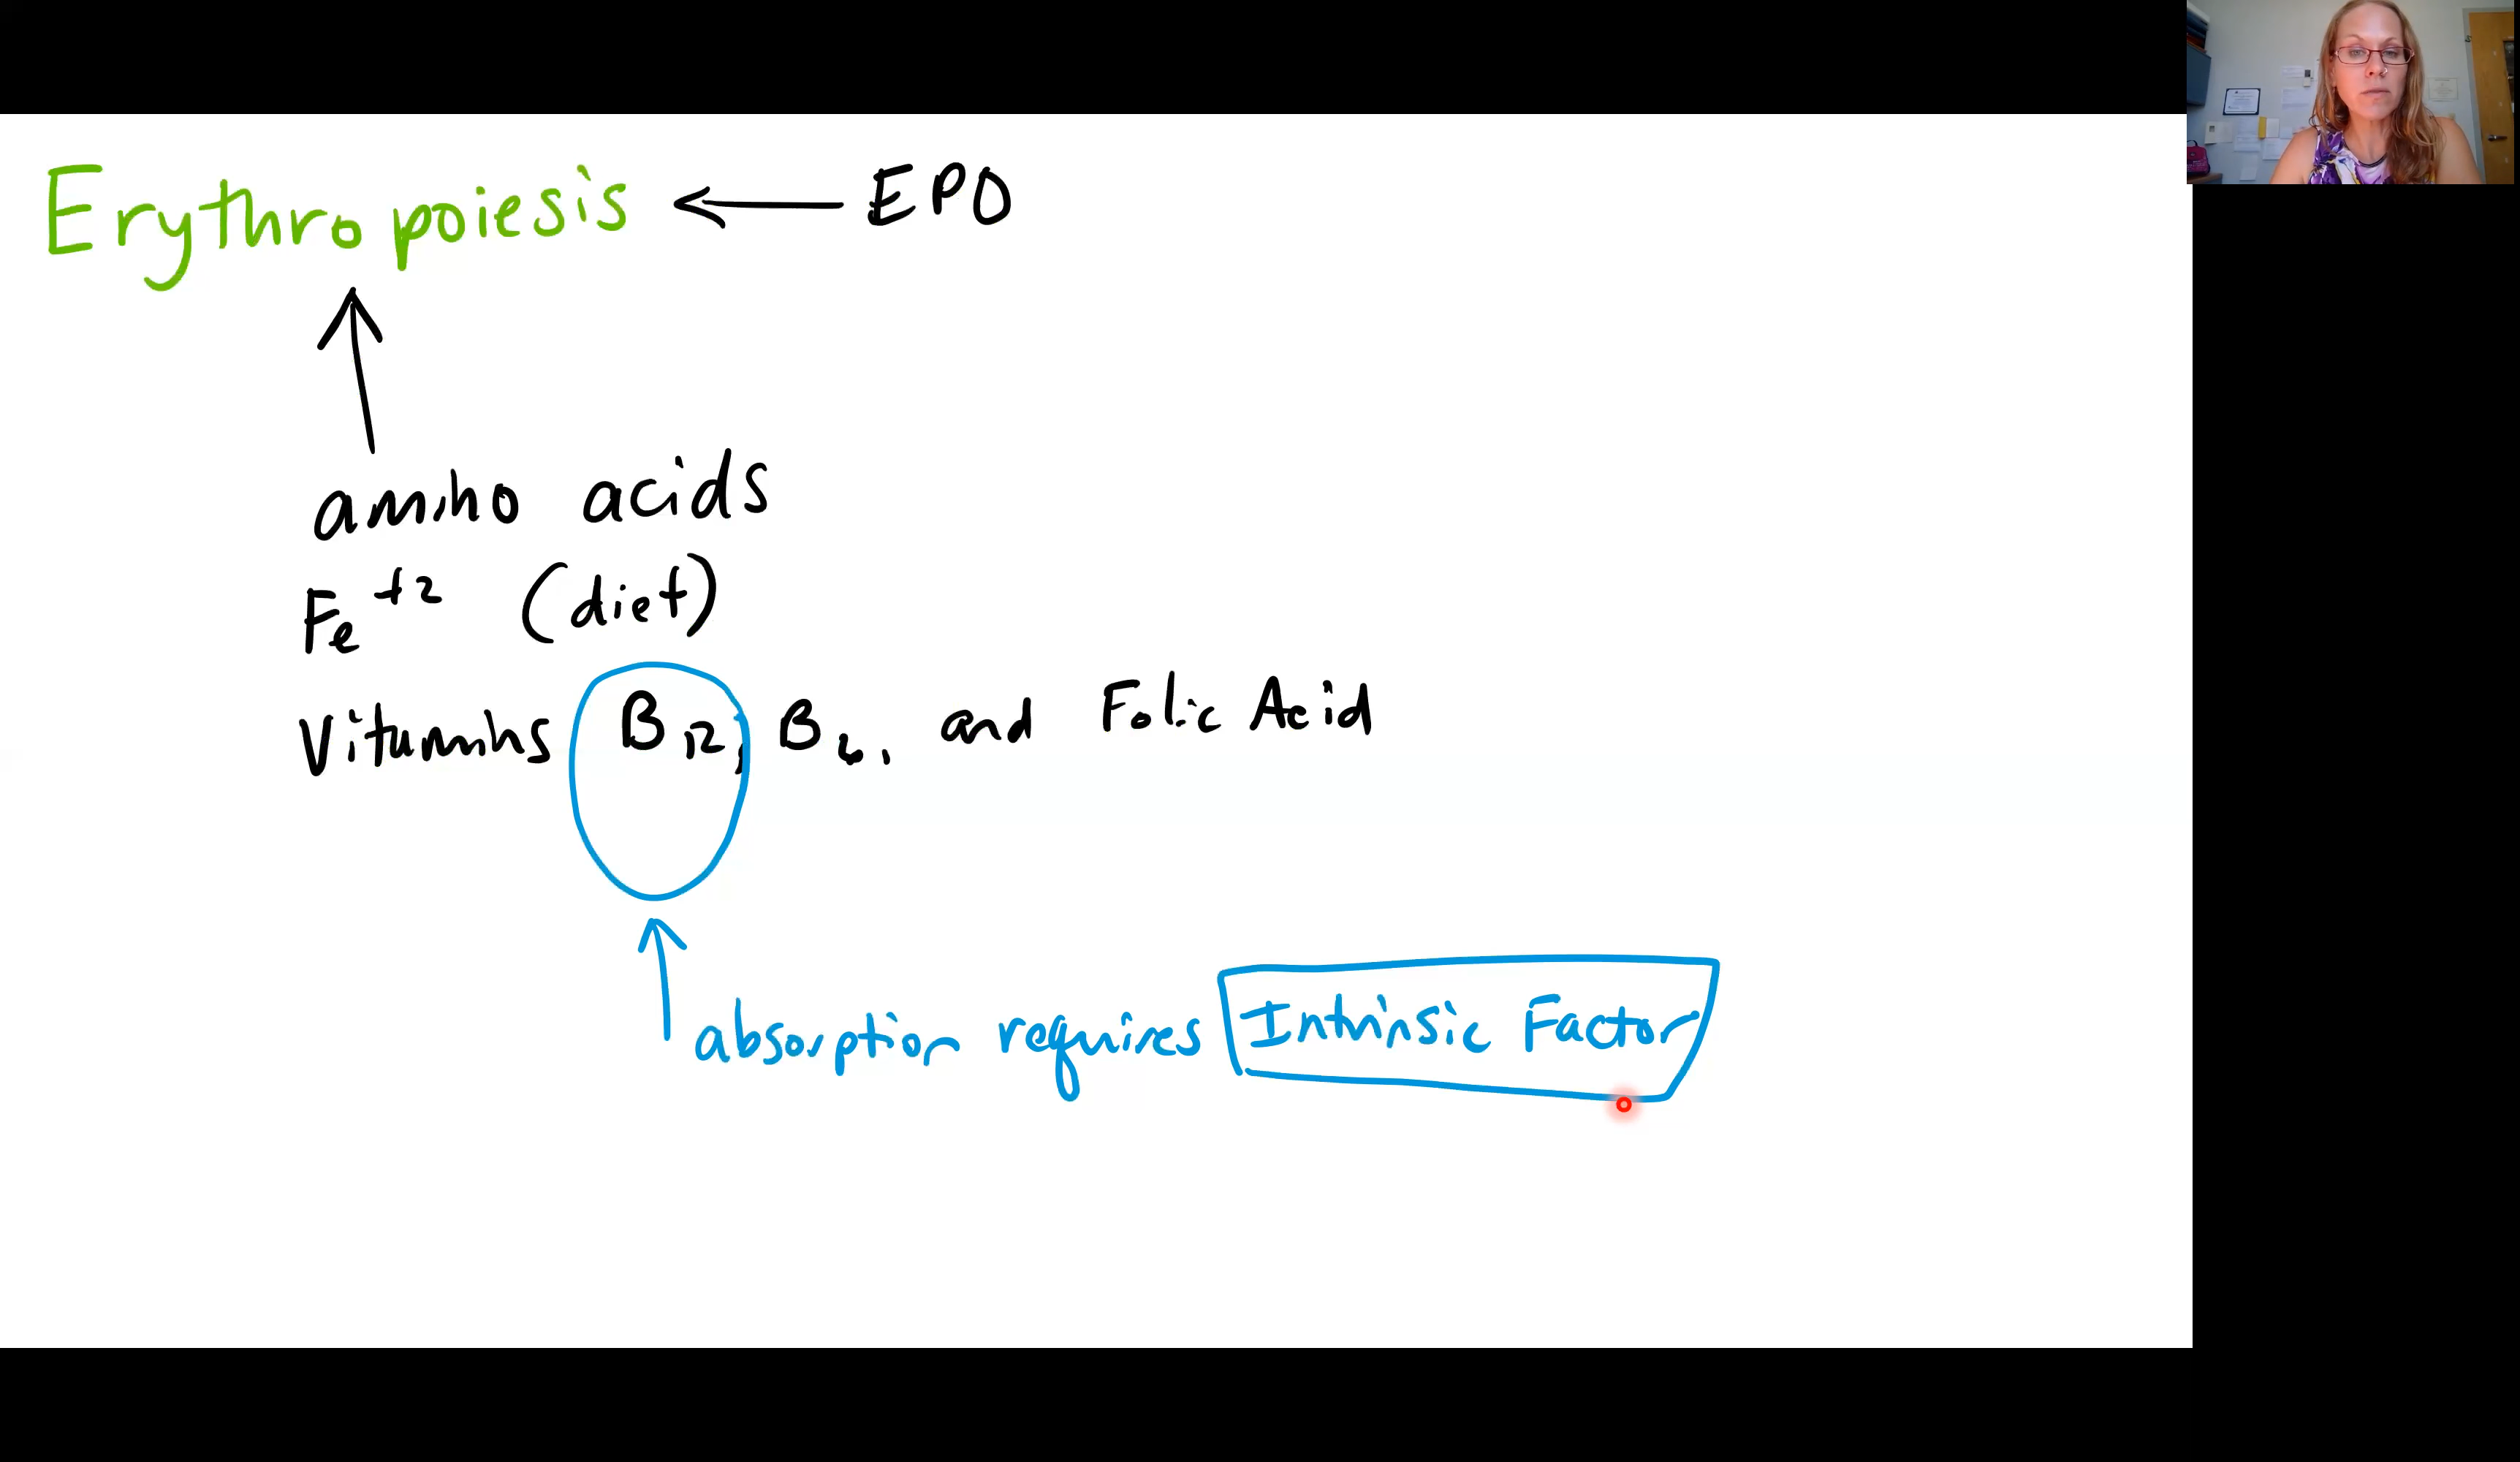 Erythropoiesis ← EPO
amino acids
Fe+2 (diet)
Vitamins B12, B6, and Folic Acid
absorption requires Intrinsic Factor